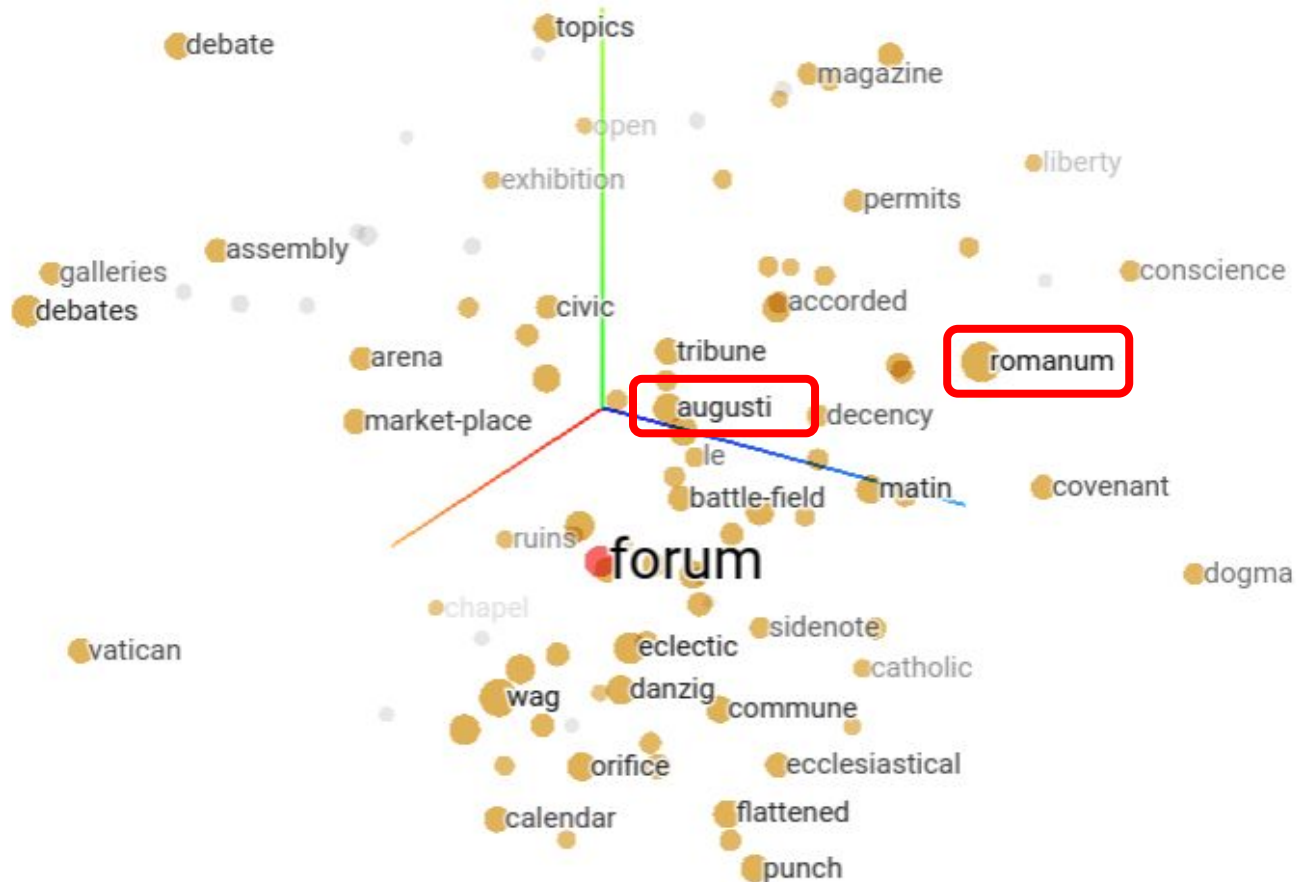 topics
debate
magazine
open
liberty
exhibition
permits
assembly
galleries
conscience
debates
accorded
civic
tribune
arena
romanum
augusti
decency
market-place
le
matin
covenant
battle-field
ruins
forum
dogma
chapel
sidenote
eclectic
vatican
catholic
danzig
wag
commune
orifice
ecclesiastical
flattened
calendar
punch